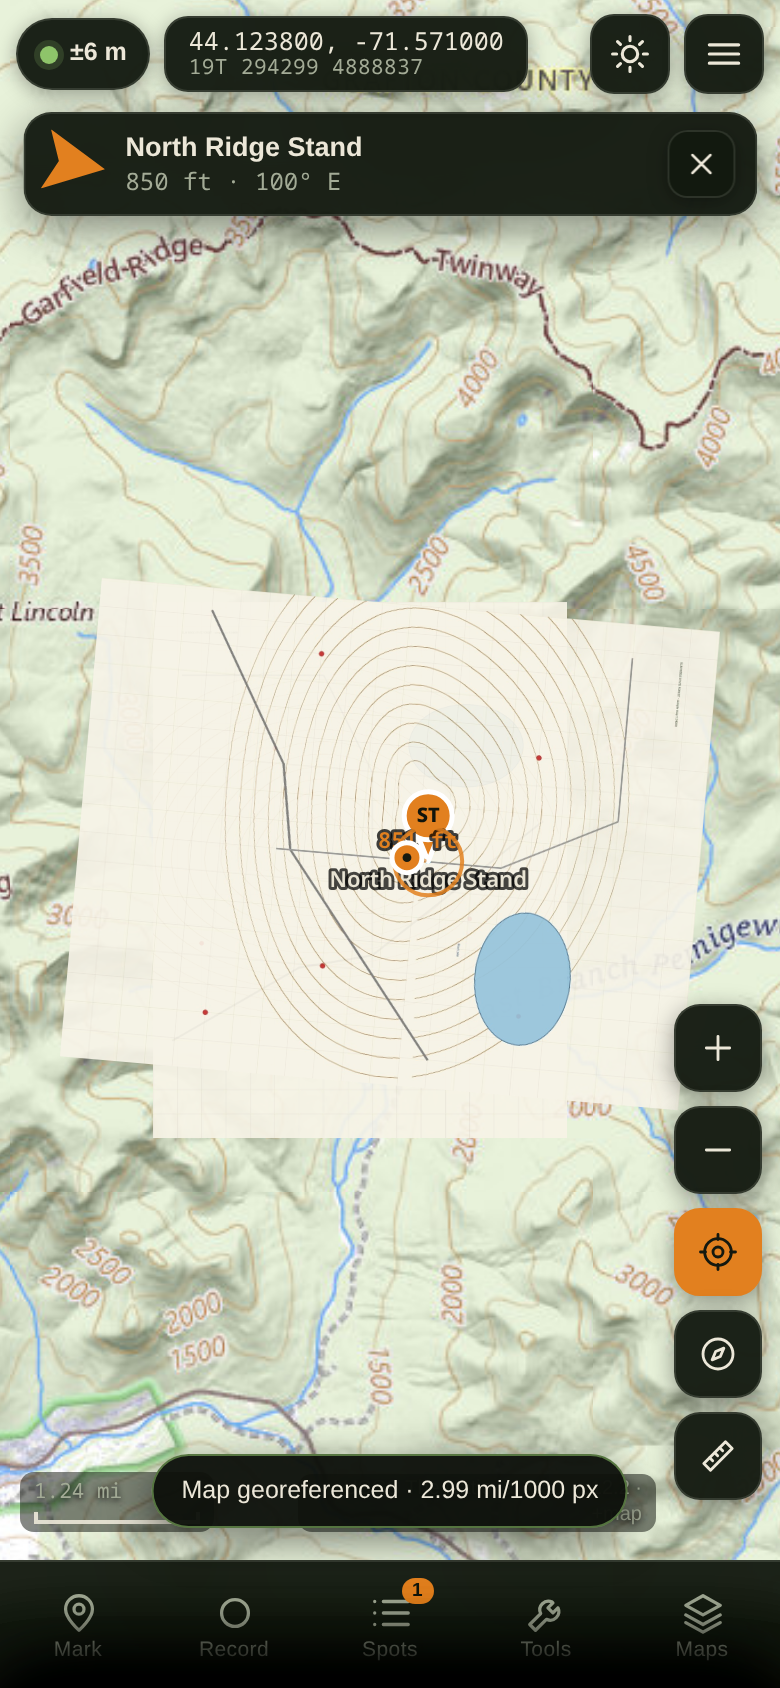 ±6 m
44.123800, -71.571000
19T 294299 4888837
COUNTY
North Ridge Stand
850 ft · 100° E
Garfield-Ridge
Twinway
4000
4000
3500
2500
4500
t Lincoln
ST
ft
North Ridge Stand
2500
2000
2000
1500
2000
1500
3000
1.24 mi
Map georeferenced · 2.99 mi/1000 px
1
Mark
Record
Spots
Tools
Maps